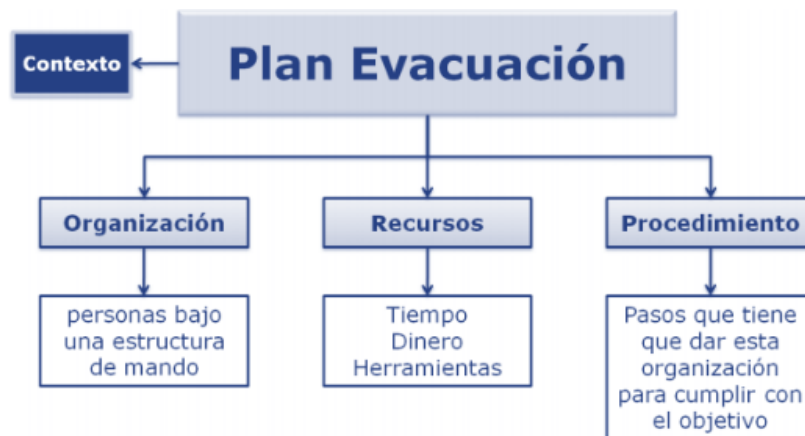 Contexto
Plan Evacuación
Organización
Recursos
Procedimiento
personas bajo
una estructura
de mando
Tiempo
Dinero
Herramientas
Pasos que tiene
que dar esta
organización
para cumplir con
el objetivo